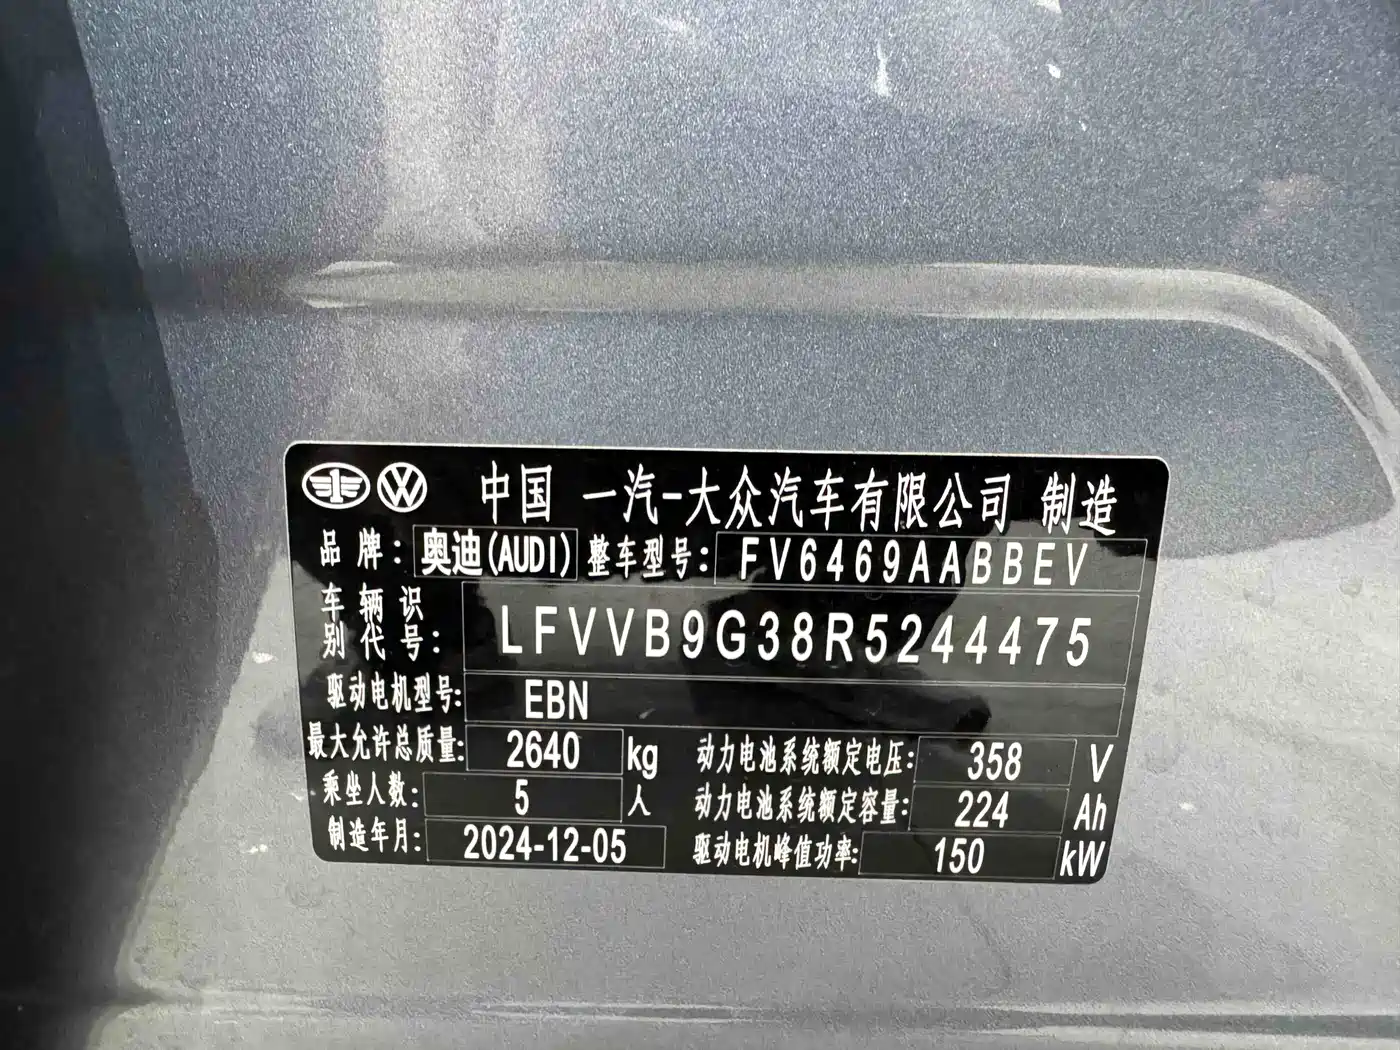 中国 一汽-大众汽车有限公司 制造
品牌: 奥迪(AUDI) 整车型号: FV6469AABBEV
车辆识别代号: LFVVB9G38R5244475
驱动电机型号: EBN
最大允许总质量: 2640 kg 动力电池系统额定电压: 358 V
乘坐人数: 5 人 动力电池系统额定容量: 224 Ah
制造年月: 2024-12-05 驱动电机峰值功率: 150 kW